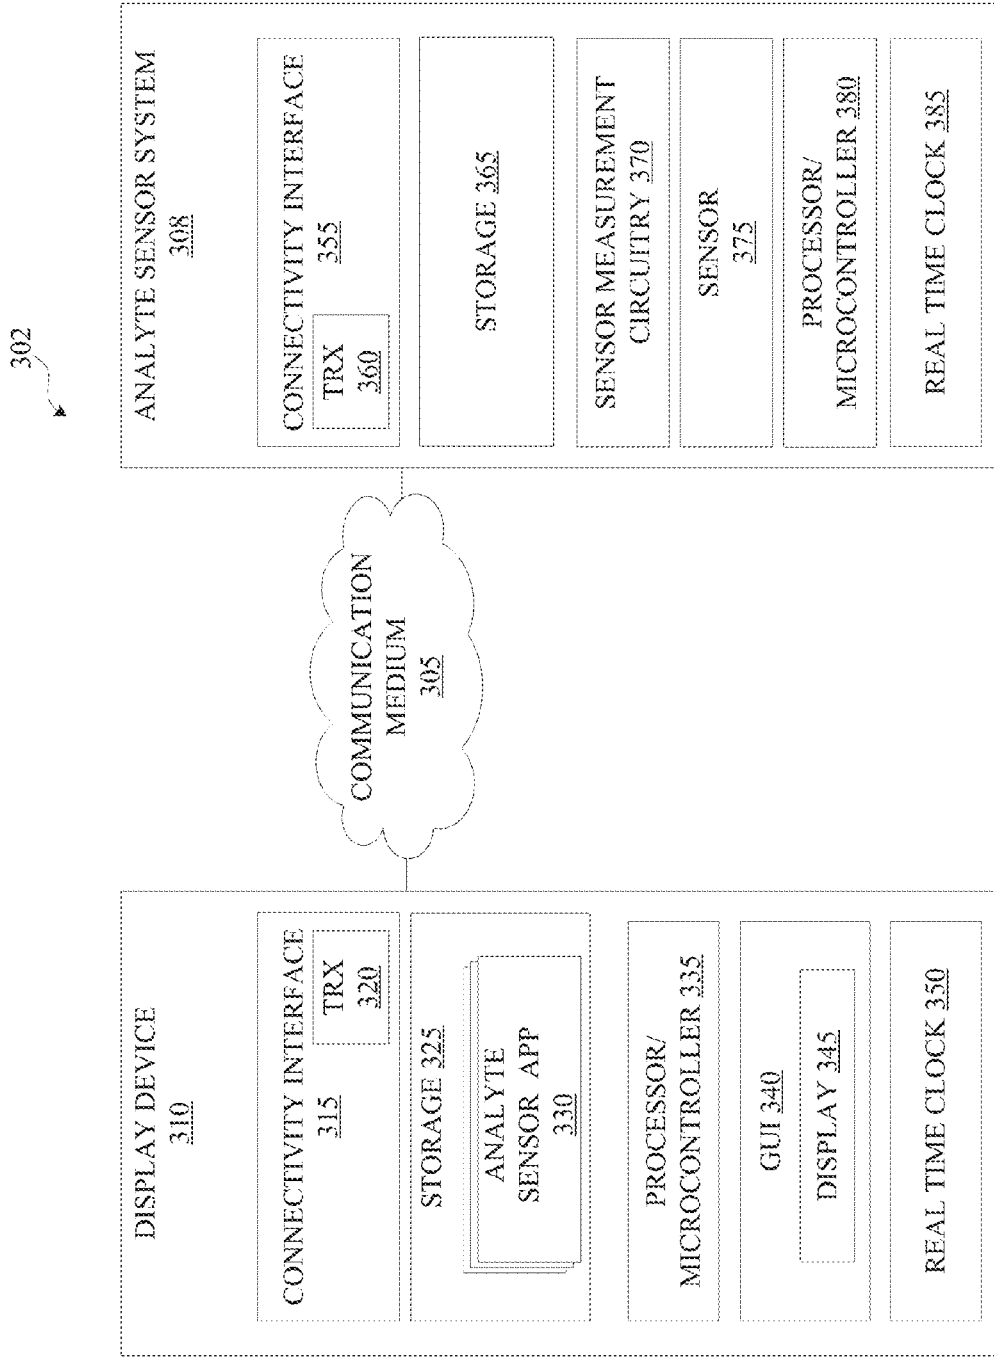 302
DISPLAY DEVICE
310
CONNECTIVITY INTERFACE
315
TRX
320
STORAGE 325
ANALYTE
SENSOR APP
330
PROCESSOR/
MICROCONTROLLER 335
GUI 340
DISPLAY 345
REAL TIME CLOCK 350
COMMUNICATION
MEDIUM
305
ANALYTE SENSOR SYSTEM
308
CONNECTIVITY INTERFACE
355
TRX
360
STORAGE 365
SENSOR MEASUREMENT
CIRCUITRY 370
SENSOR
375
PROCESSOR/
MICROCONTROLLER 380
REAL TIME CLOCK 385